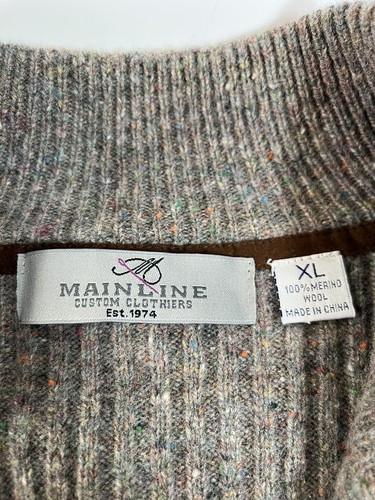 M
MAINLINE
CUSTOM CLOTHIERS
Est.1974
XL
100% MERINO
WOOL
MADE IN CHINA